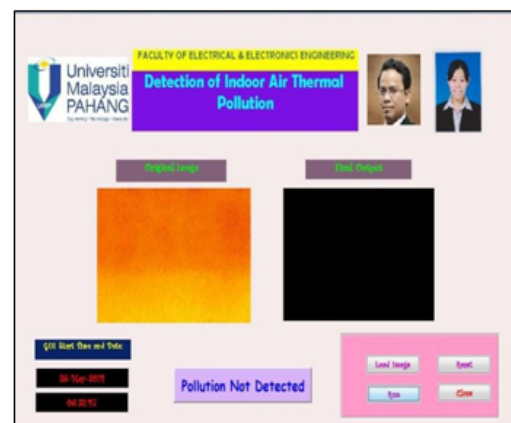 Universiti
Malaysia
PAHANG
FACULTY OF ELECTRICAL & ELECTRONICS ENGINEERING
Detection of Indoor Air Thermal
Pollution
Original Image
Final Output
GUI Start Time and Date
Pollution Not Detected
Load Image
Reset
Run
Close